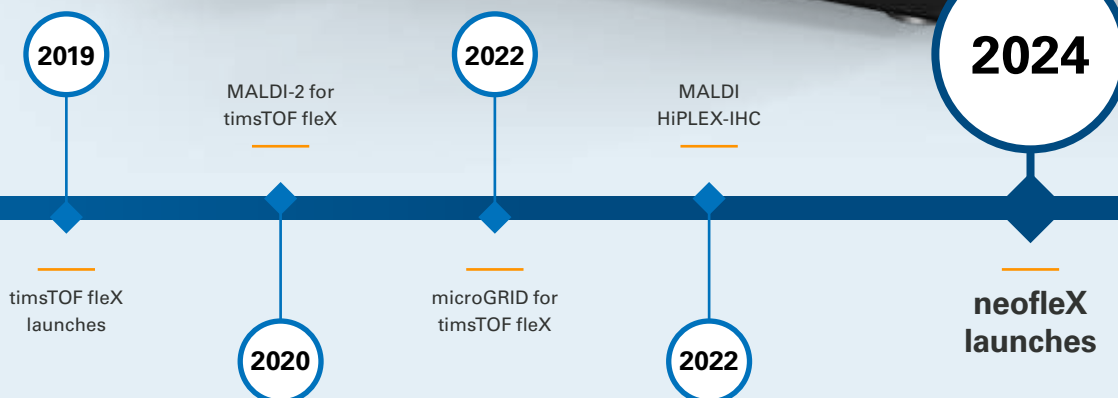 2019
timsTOF fleX
launches
MALDI-2 for
timsTOF fleX
2020
2022
microGRID for
timsTOF fleX
MALDI
HiPLEX-IHC
2022
2024
neofleX
launches